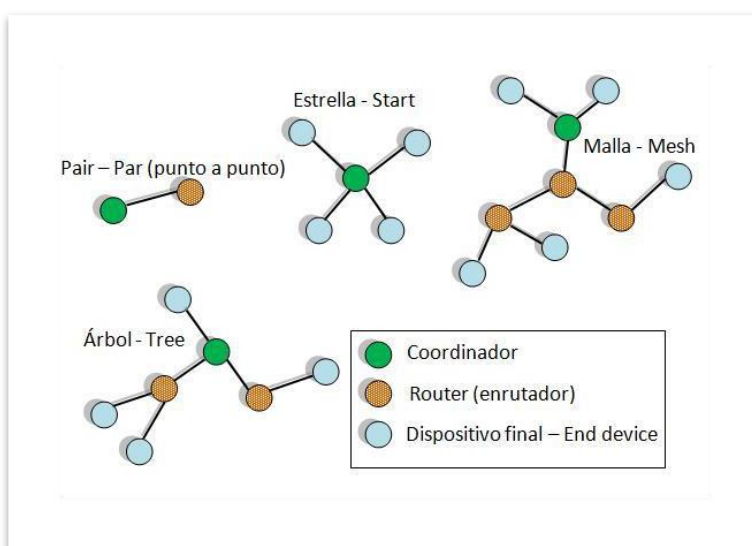 Estrella - Start
Malla - Mesh
Pair – Par (punto a punto)
Árbol - Tree
Coordinador
Router (enrutador)
Dispositivo final – End device